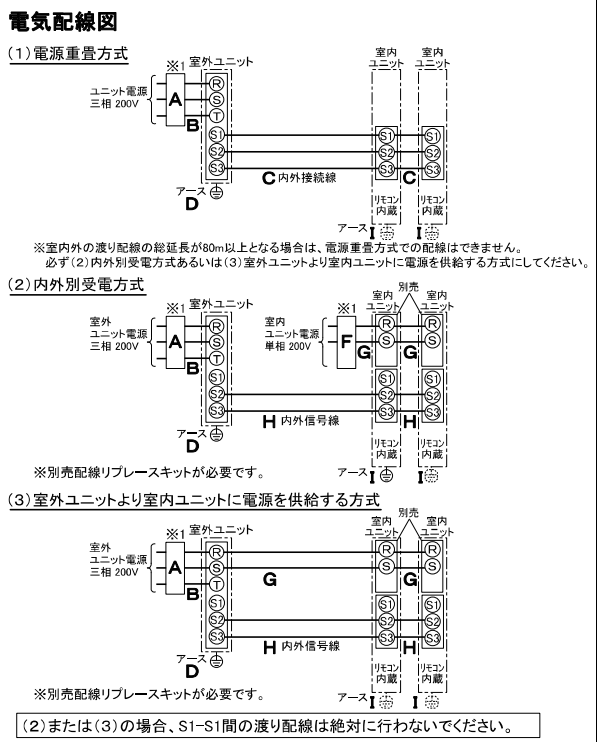 電気配線図
(1)電源重畳方式
※1 室外ユニット
室内ユニット 室内ユニット
ユニット電源
三相 200V
A
B
R
S
T
S1 S1 S1
S2 S2 S2
S3 S3 S3
C 内外接続線 C
アース
D
リモコン内蔵 リモコン内蔵
アース I I
※室内外の渡り配線の総延長が80m以上となる場合は、電源重畳方式での配線はできません。
必ず(2)内外別受電方式あるいは(3)室外ユニットより室内ユニットに電源を供給する方式にしてください。
(2)内外別受電方式
別売
※1 室外ユニット ※1 室内ユニット 室内ユニット
室外
ユニット電源
三相 200V
A
B
R
S
T
室内
ユニット電源
単相 200V
F
G G
R R
S S
S1 S1 S1
S2 S2 S2
S3 S3 S3
H 内外信号線 H
アース
D
リモコン内蔵 リモコン内蔵
アース I I
※別売配線リプレースキットが必要です。
(3)室外ユニットより室内ユニットに電源を供給する方式
別売
※1 室外ユニット 室内ユニット 室内ユニット
室外
ユニット電源
三相 200V
A
B
R R R
S S S
T
G G
S1 S1 S1
S2 S2 S2
S3 S3 S3
H 内外信号線 H
アース
D
リモコン内蔵 リモコン内蔵
アース I I
※別売配線リプレースキットが必要です。
(2)または(3)の場合、S1-S1間の渡り配線は絶対に行わないでください。